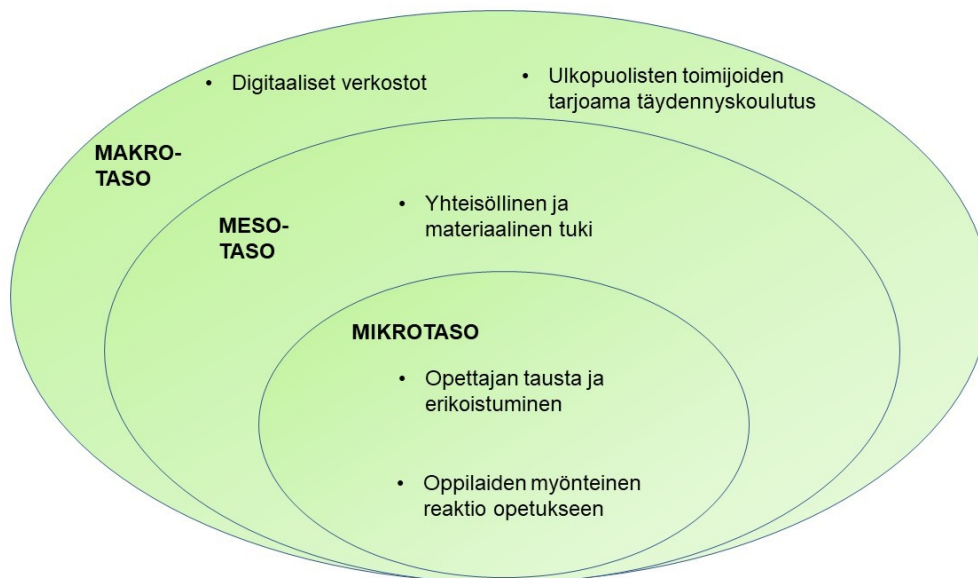 • Digitaaliset verkostot
• Ulkopuolisten toimijoiden
tarjoama täydennyskoulutus
MAKRO-
TASO
MESO-
TASO
• Yhteisöllinen ja
materiaalinen tuki
MIKROTASO
• Opettajan tausta ja
erikoistuminen
• Oppilaiden myönteinen
reaktio opetukseen